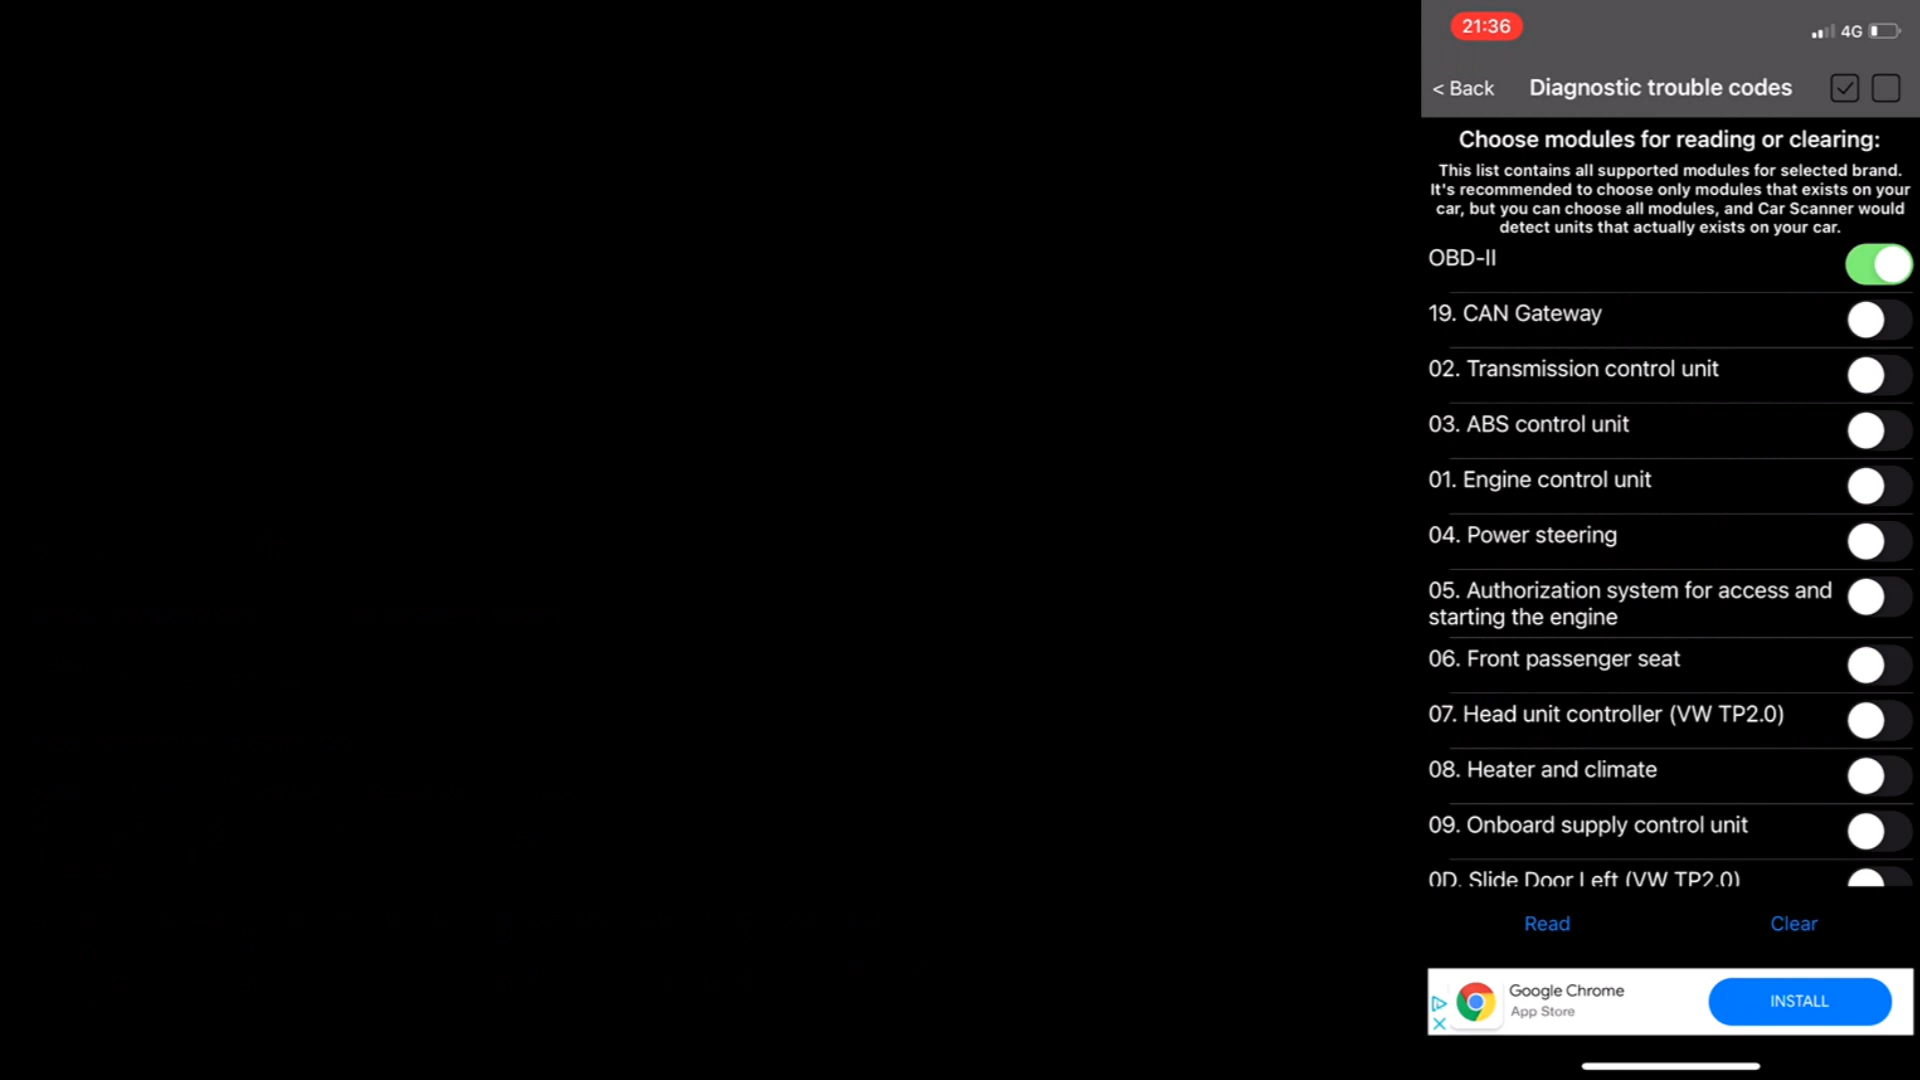 21:36
4G
< Back
Diagnostic trouble codes
Choose modules for reading or clearing:
This list contains all supported modules for selected brand.
It's recommended to choose only modules that exists on your
car, but you can choose all modules, and Car Scanner would
detect units that actually exists on your car.
OBD-II
19. CAN Gateway
02. Transmission control unit
03. ABS control unit
01. Engine control unit
04. Power steering
05. Authorization system for access and
starting the engine
06. Front passenger seat
07. Head unit controller (VW TP2.0)
08. Heater and climate
09. Onboard supply control unit
0D. Slide Door Left (VW TP2.0)
Read
Clear
Google Chrome
App Store
INSTALL